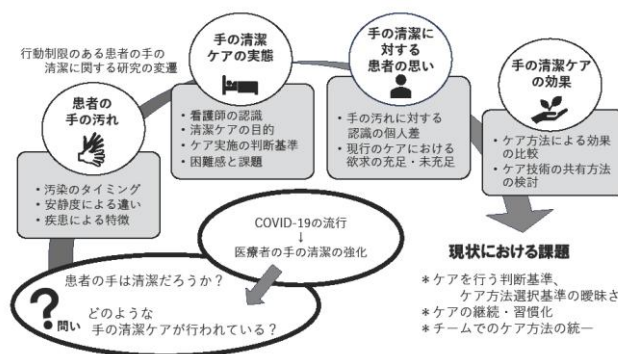 行動制限のある患者の手の
清潔に関する研究の変遷
患者の
手の汚れ
・汚染のタイミング
・安静度による違い
・疾患による特徴
手の清潔
ケアの実態
・看護師の認識
・清潔ケアの目的
・ケア実施の判断基準
・困難感と課題
手の清潔に
対する
患者の思い
・手の汚れに対する
認識の個人差
・現行のケアにおける
欲求の充足・未充足
手の清潔ケア
の効果
・ケア方法による効果
の比較
・ケア技術の共有方法
の検討
COVID-19の流行
↓
医療者の手の清潔の強化
患者の手は清潔だろうか？
?
問い
どのような
手の清潔ケアが行われている？
現状における課題
＊ケアを行う判断基準、
ケア方法選択基準の曖昧さ
＊ケアの継続・習慣化
＊チームでのケア方法の統一